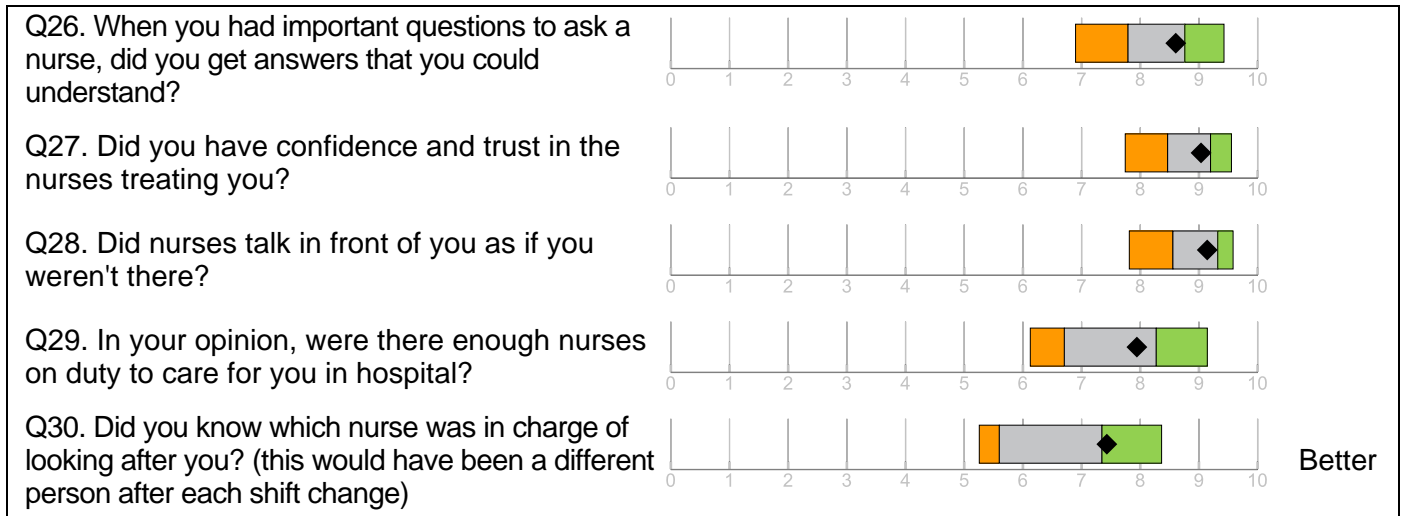 Q26. When you had important questions to ask a
nurse, did you get answers that you could
understand?
0 1 2 3 4 5 6 7 8 9 10
Q27. Did you have confidence and trust in the
nurses treating you?
0 1 2 3 4 5 6 7 8 9 10
Q28. Did nurses talk in front of you as if you
weren't there?
0 1 2 3 4 5 6 7 8 9 10
Q29. In your opinion, were there enough nurses
on duty to care for you in hospital?
0 1 2 3 4 5 6 7 8 9 10
Q30. Did you know which nurse was in charge of
looking after you? (this would have been a different
person after each shift change)
0 1 2 3 4 5 6 7 8 9 10
Better